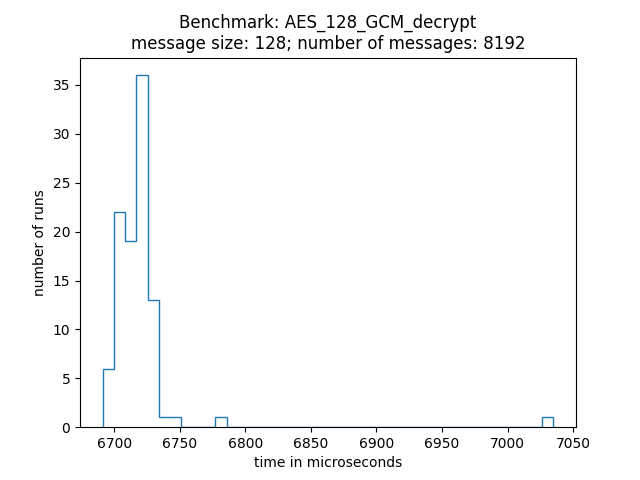 Benchmark: AES_128_GCM_decrypt
message size: 128; number of messages: 8192
35
30
25
20
15
10
5
0
number of runs
6700 6750 6800 6850 6900 6950 7000 7050
time in microseconds